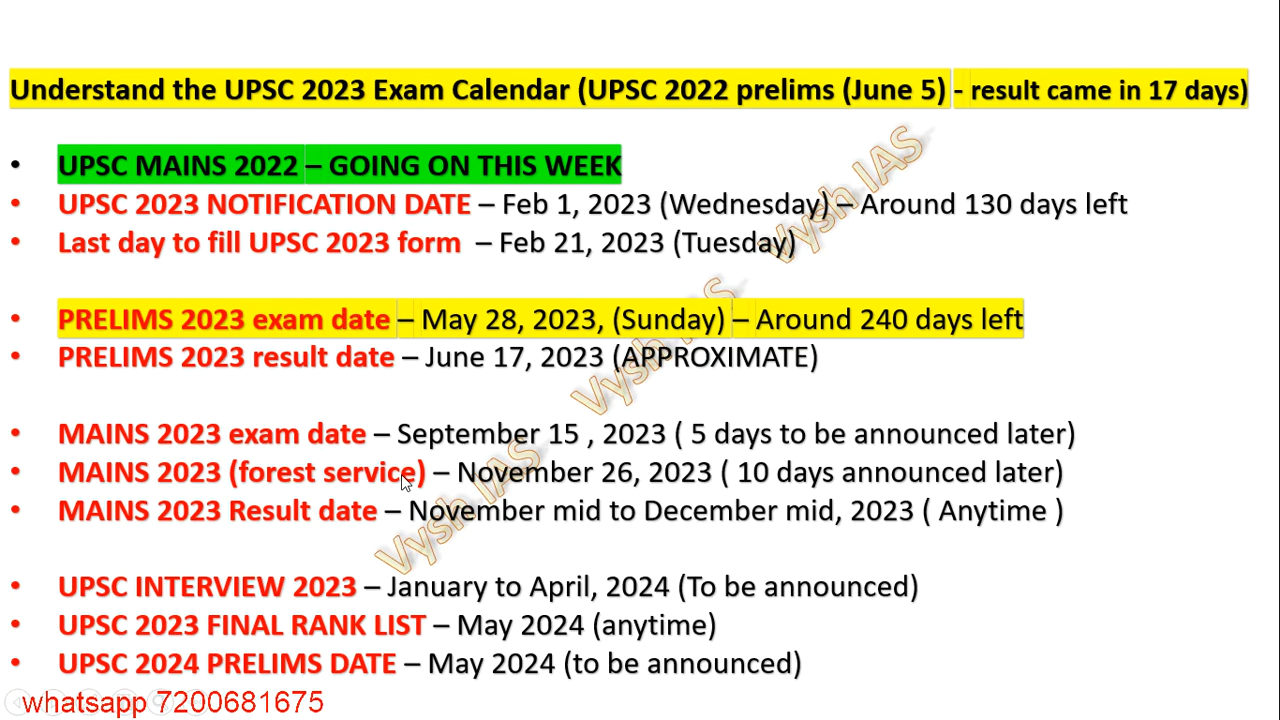 Understand the UPSC 2023 Exam Calendar (UPSC 2022 prelims (June 5) - result came in 17 days)
• UPSC MAINS 2022 – GOING ON THIS WEEK
• UPSC 2023 NOTIFICATION DATE – Feb 1, 2023 (Wednesday) – Around 130 days left
• Last day to fill UPSC 2023 form – Feb 21, 2023 (Tuesday)
• PRELIMS 2023 exam date – May 28, 2023, (Sunday) – Around 240 days left
• PRELIMS 2023 result date – June 17, 2023 (APPROXIMATE)
• MAINS 2023 exam date – September 15 , 2023 ( 5 days to be announced later)
• MAINS 2023 (forest service) – November 26, 2023 ( 10 days announced later)
• MAINS 2023 Result date – November mid to December mid, 2023 ( Anytime )
• UPSC INTERVIEW 2023 – January to April, 2024 (To be announced)
• UPSC 2023 FINAL RANK LIST – May 2024 (anytime)
• UPSC 2024 PRELIMS DATE – May 2024 (to be announced)
whatsapp 7200681675
Vysh IAS
Vysh IAS
Vysh IAS